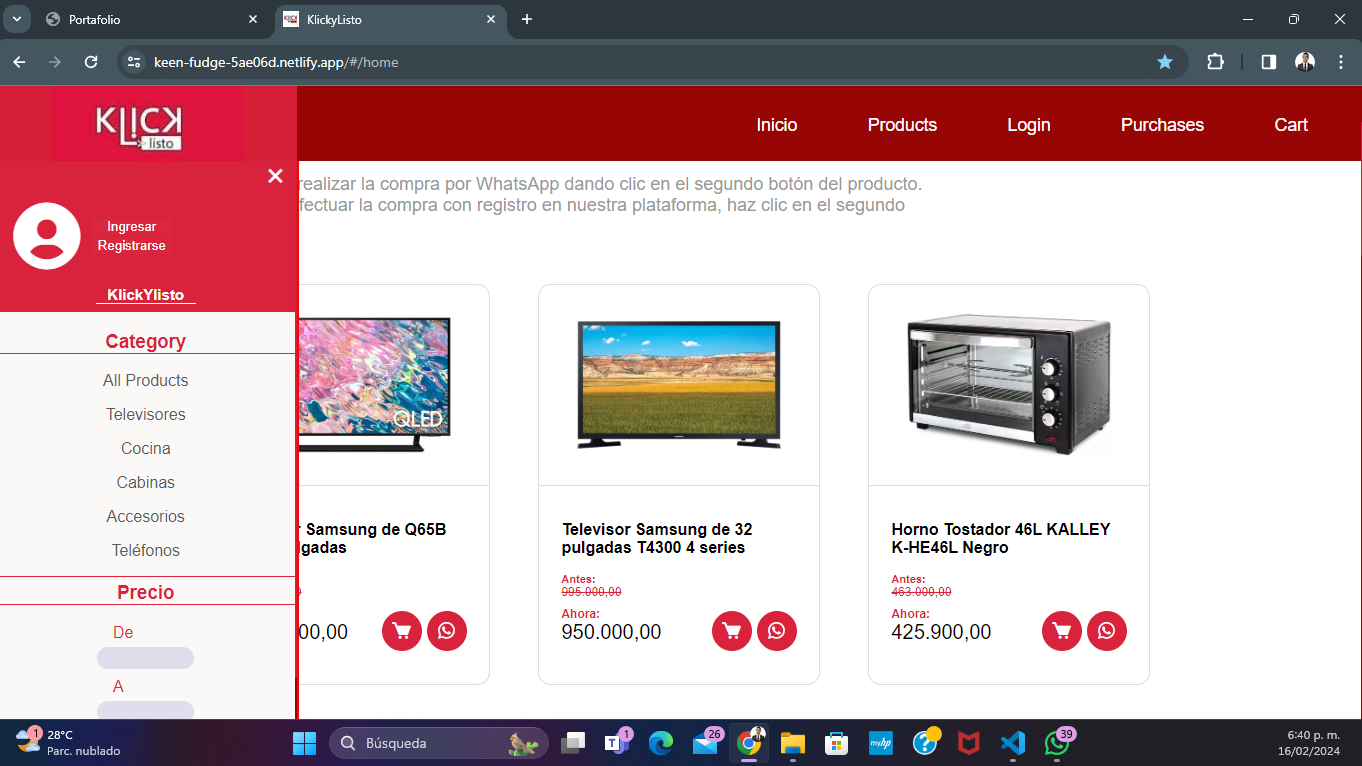 Portafolio
KlickyListo
keen-fudge-5ae06d.netlify.app/#/home
KLICK
listo
Inicio
Products
Login
Purchases
Cart
realizar la compra por WhatsApp dando clic en el segundo botón del producto.
fectuar la compra con registro en nuestra plataforma, haz clic en el segundo
Ingresar
Registrarse
KlickYlisto
Category
All Products
Televisores
Cocina
Cabinas
Accesorios
Teléfonos
Precio
De
A
QLED
Samsung de Q65B
lgadas
00,00
Televisor Samsung de 32
pulgadas T4300 4 series
Antes:
995.000,00
Ahora:
950.000,00
Horno Tostador 46L KALLEY
K-HE46L Negro
Antes:
463.000,00
Ahora:
425.900,00
1
28°C
Parc. nublado
Búsqueda
1
26
myhp
39
6:40 p. m.
16/02/2024